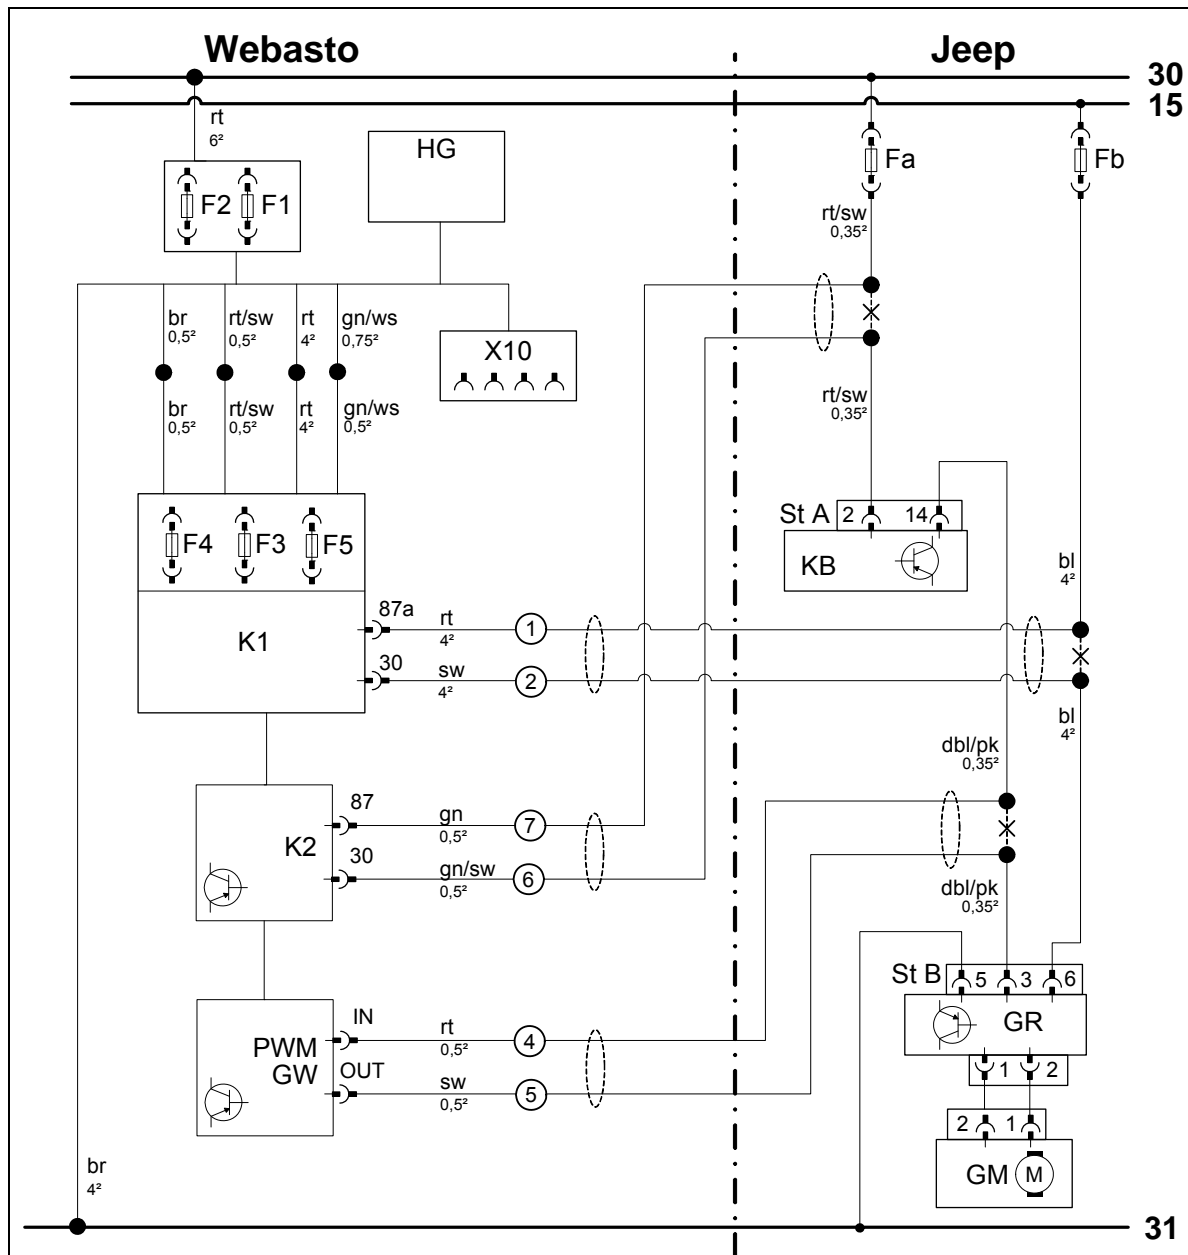 Webasto
Jeep
30
15
rt
6²
HG
Fa
Fb
F2
F1
rt/sw
0,35²
br
0,5²
rt/sw
0,5²
rt
4²
gn/ws
0,75²
X10
br
0,5²
rt/sw
0,5²
rt
4²
gn/ws
0,5²
rt/sw
0,35²
St A
2
14
KB
F4
F3
F5
bl
4²
K1
87a
rt
4²
1
30
sw
4²
2
bl
4²
dbl/pk
0,35²
K2
87
gn
0,5²
7
30
gn/sw
0,5²
6
dbl/pk
0,35²
St B
5
3
6
GR
PWM
GW
IN
rt
0,5²
4
OUT
sw
0,5²
5
1
2
2
1
GM
M
br
4²
31